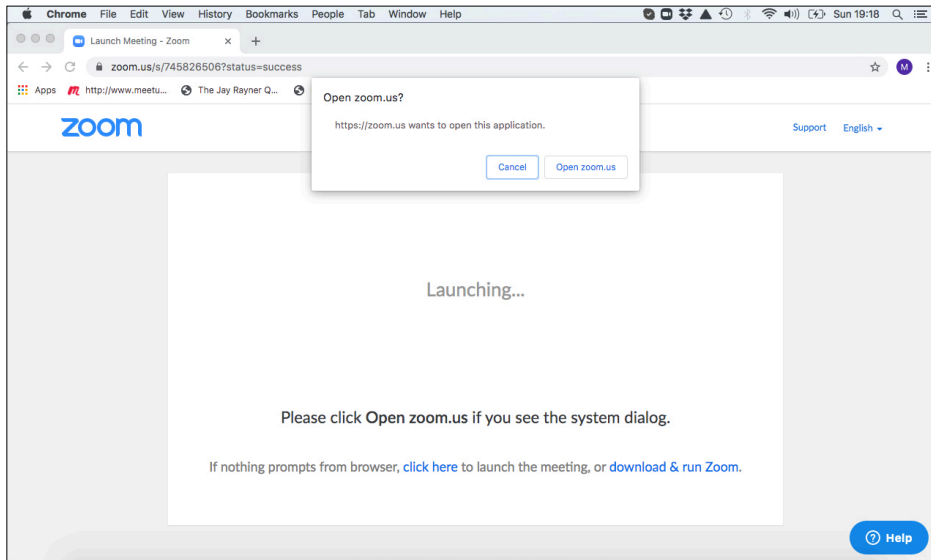 Chrome File Edit View History Bookmarks People Tab Window Help Sun 19:18
Launch Meeting - Zoom
zoom.us/s/745826506?status=success
M
Apps http://www.meetu... The Jay Rayner Q...
Open zoom.us?
https://zoom.us wants to open this application.
Cancel Open zoom.us
zoom
Support English
Launching...
Please click Open zoom.us if you see the system dialog.
If nothing prompts from browser, click here to launch the meeting, or download & run Zoom.
Help